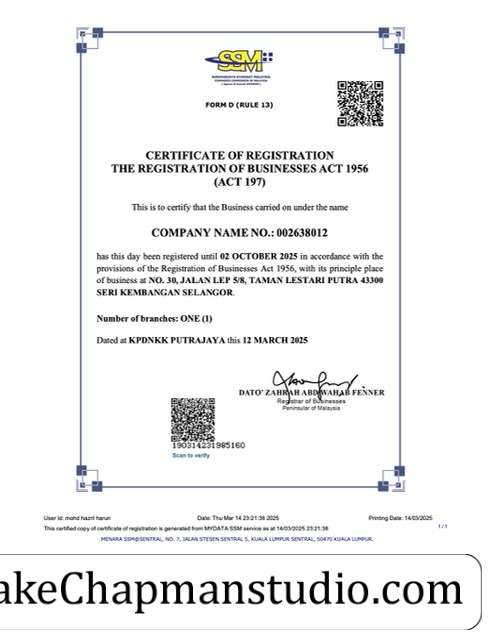 SSM
SURUHANJAYA SYARIKAT MALAYSIA
COMPANIES COMMISSION OF MALAYSIA
FORM D (RULE 13)
CERTIFICATE OF REGISTRATION
THE REGISTRATION OF BUSINESSES ACT 1956
(ACT 197)
This is to certify that the Business carried on under the name
COMPANY NAME NO.: 002638012
has this day been registered until 02 OCTOBER 2025 in accordance with the
provisions of the Registration of Businesses Act 1956, with its principle place
of business at NO. 30, JALAN LEP 5/8, TAMAN LESTARI PUTRA 43300
SERI KEMBANGAN SELANGOR.
Number of branches: ONE (1)
Dated at KPDNKK PUTRAJAYA this 12 MARCH 2025
DATO' ZAHRAH ABD WAHAB FENNER
Registrar of Businesses
Peninsular of Malaysia
190314231985160
Scan to verify
User Id: mohd hazril harun Date: Thu Mar 14 23:21:38 2025 Printing Date: 14/03/2025
This certified copy of certificate of registration is generated from MYDATA SSM service as at 14/03/2025 23:21:38 1 / 1
MENARA SSM@SENTRAL, NO. 7, JALAN STESEN SENTRAL 5, KUALA LUMPUR SENTRAL, 50470 KUALA LUMPUR.
akeChapmanstudio.com